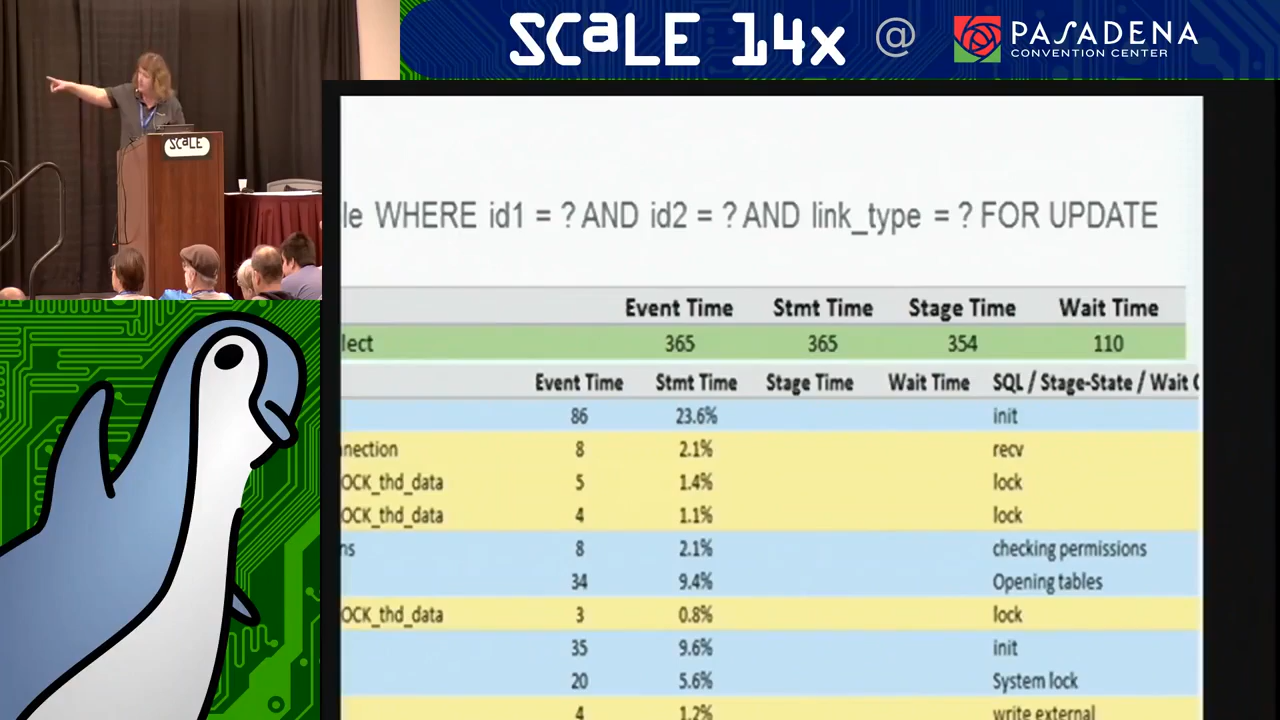 SCALE 14x @ PASADENA
CONVENTION CENTER
SCALE
le WHERE id1 = ? AND id2 = ? AND link_type = ? FOR UPDATE
Event Time Stmt Time Stage Time Wait Time
lect 365 365 354 110
Event Time Stmt Time Stage Time Wait Time SQL / Stage-State / Wait
86 23.6% init
nnection 8 2.1% recv
OCK_thd_data 5 1.4% lock
OCK_thd_data 4 1.1% lock
ns 8 2.1% checking permissions
34 9.4% Opening tables
OCK_thd_data 3 0.8% lock
35 9.6% init
20 5.6% System lock
4 1.2% write external